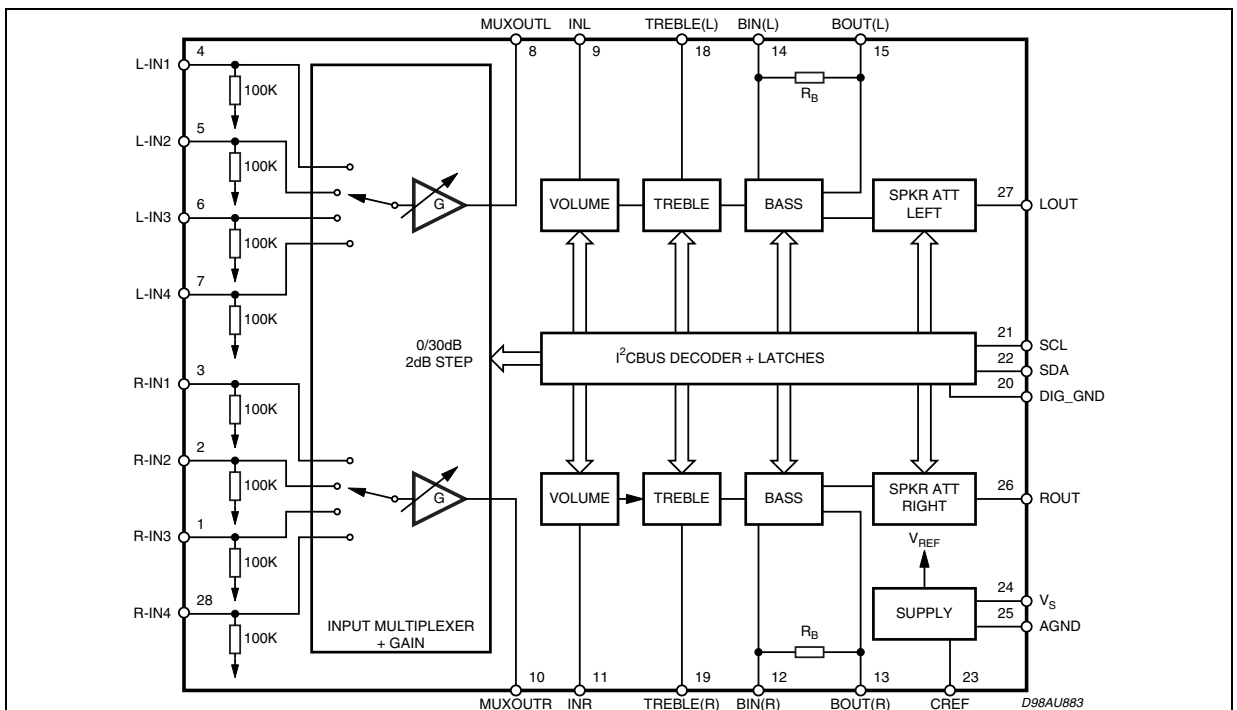 MUXOUTL INL TREBLE(L) BIN(L) BOUT(L)
4 8 9 18 14 15
L-IN1
100K
RB
5
L-IN2
100K
6
L-IN3
100K
7
L-IN4
100K
G
VOLUME TREBLE BASS SPKR ATT LEFT
27 LOUT
0/30dB
2dB STEP
I²CBUS DECODER + LATCHES
21 SCL
22 SDA
20 DIG_GND
3
R-IN1
100K
2
R-IN2
100K
1
R-IN3
100K
28
R-IN4
100K
G
VOLUME TREBLE BASS SPKR ATT RIGHT
26 ROUT
VREF
SUPPLY
24 VS
25 AGND
INPUT MULTIPLEXER
+ GAIN
RB
10 11 19 12 13 23
MUXOUTR INR TREBLE(R) BIN(R) BOUT(R) CREF
D98AU883